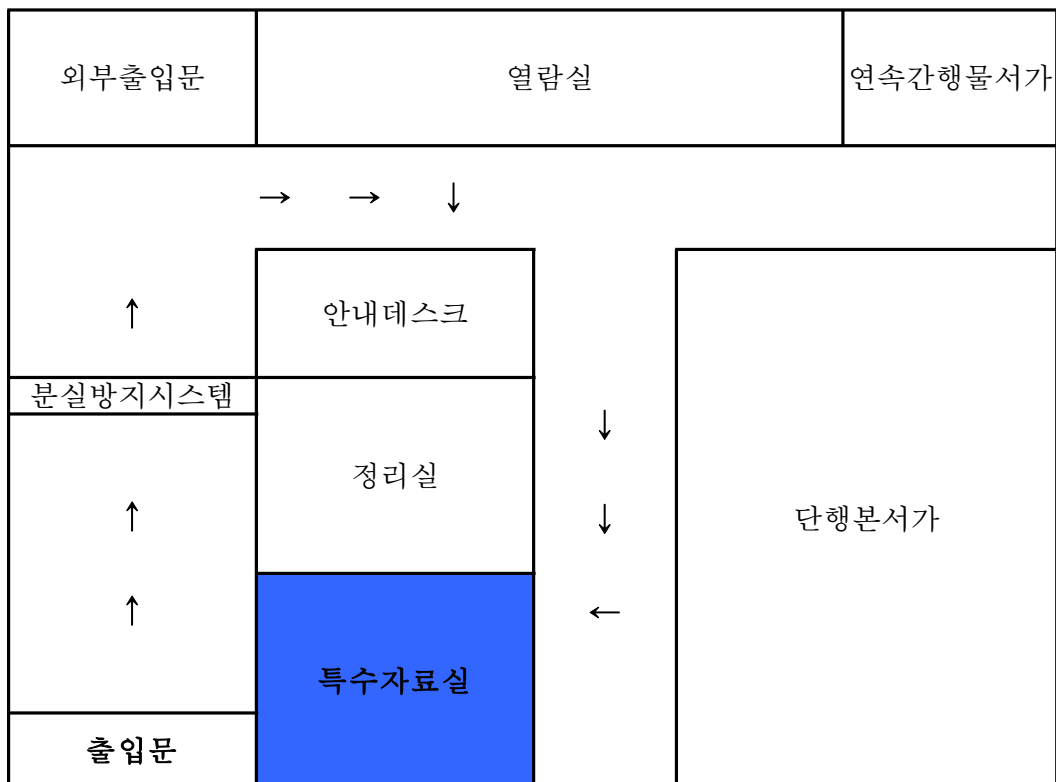 외부출입문
열람실
연속간행물서가
→ → ↓
↑
안내데스크
분실방지시스템
정리실
↓
↑
↓
단행본서가
↑
←
특수자료실
출입문